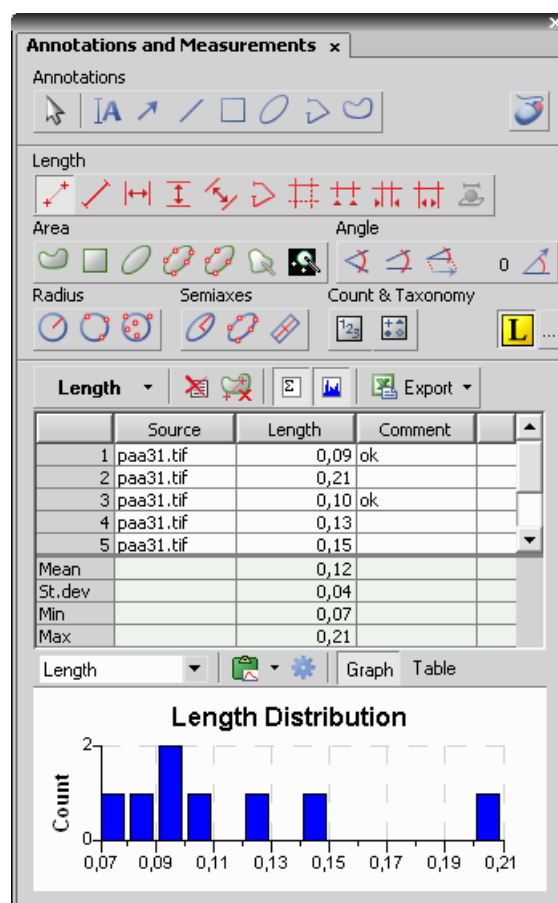 Annotations and Measurements x
Annotations
A
Length
Area Angle
0
Radius Semiaxes Count & Taxonomy
123 L ...
Length Σ Export
Source Length Comment
1 paa31.tif 0,09 ok
2 paa31.tif 0,21
3 paa31.tif 0,10 ok
4 paa31.tif 0,13
5 paa31.tif 0,15
Mean 0,12
St.dev 0,04
Min 0,07
Max 0,21
Length Graph Table
Length Distribution
2
Count
0
0,07 0,09 0,11 0,13 0,15 0,17 0,19 0,21